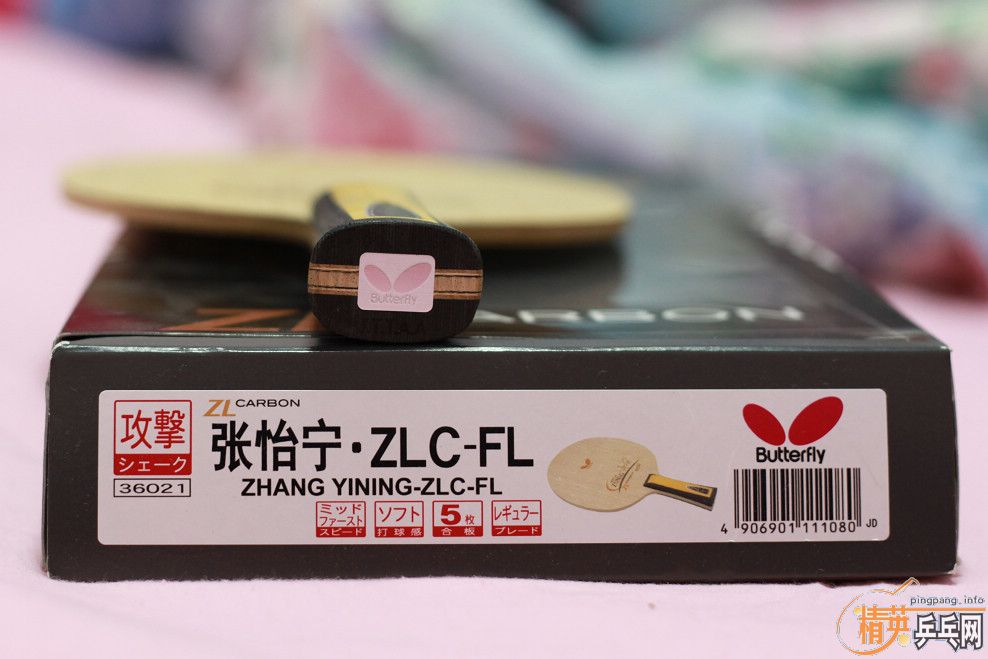 Butterfly
J.T.T.A.A
CARBON
攻撃
シェーク
36021
ZL CARBON
张怡宁·ZLC-FL
ZHANG YINING-ZLC-FL
ミッド
ファースト
スピード
ソフト
打球感
5枚
合板
レギュラー
ブレード
Butterfly
4 906901 111080 JD
pingpang.info
精英乒乓网